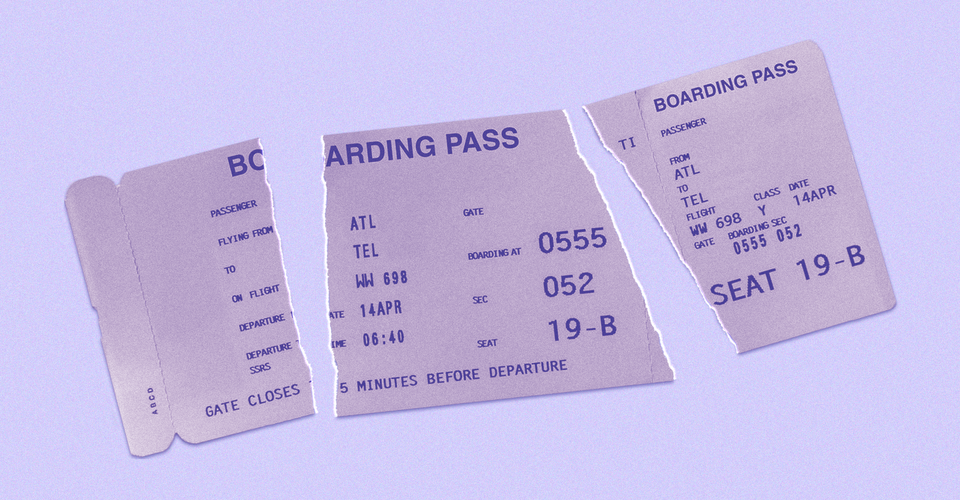 BO
PASSENGER
FLYING FROM
TO
ON FLIGHT
DEPARTURE
DEPARTURE
SSRS
GATE CLOSES
ABCD
ARDING PASS
ATL
GATE
TEL
BOARDING AT 0555
WW 698
ATE 14APR
SEC 052
IME 06:40
SEAT 19-B
5 MINUTES BEFORE DEPARTURE
TI
BOARDING PASS
PASSENGER
FROM
ATL
TO
TEL
FLIGHT CLASS DATE
WW 698 Y 14APR
GATE BOARDING SEC
0555 052
SEAT 19-B